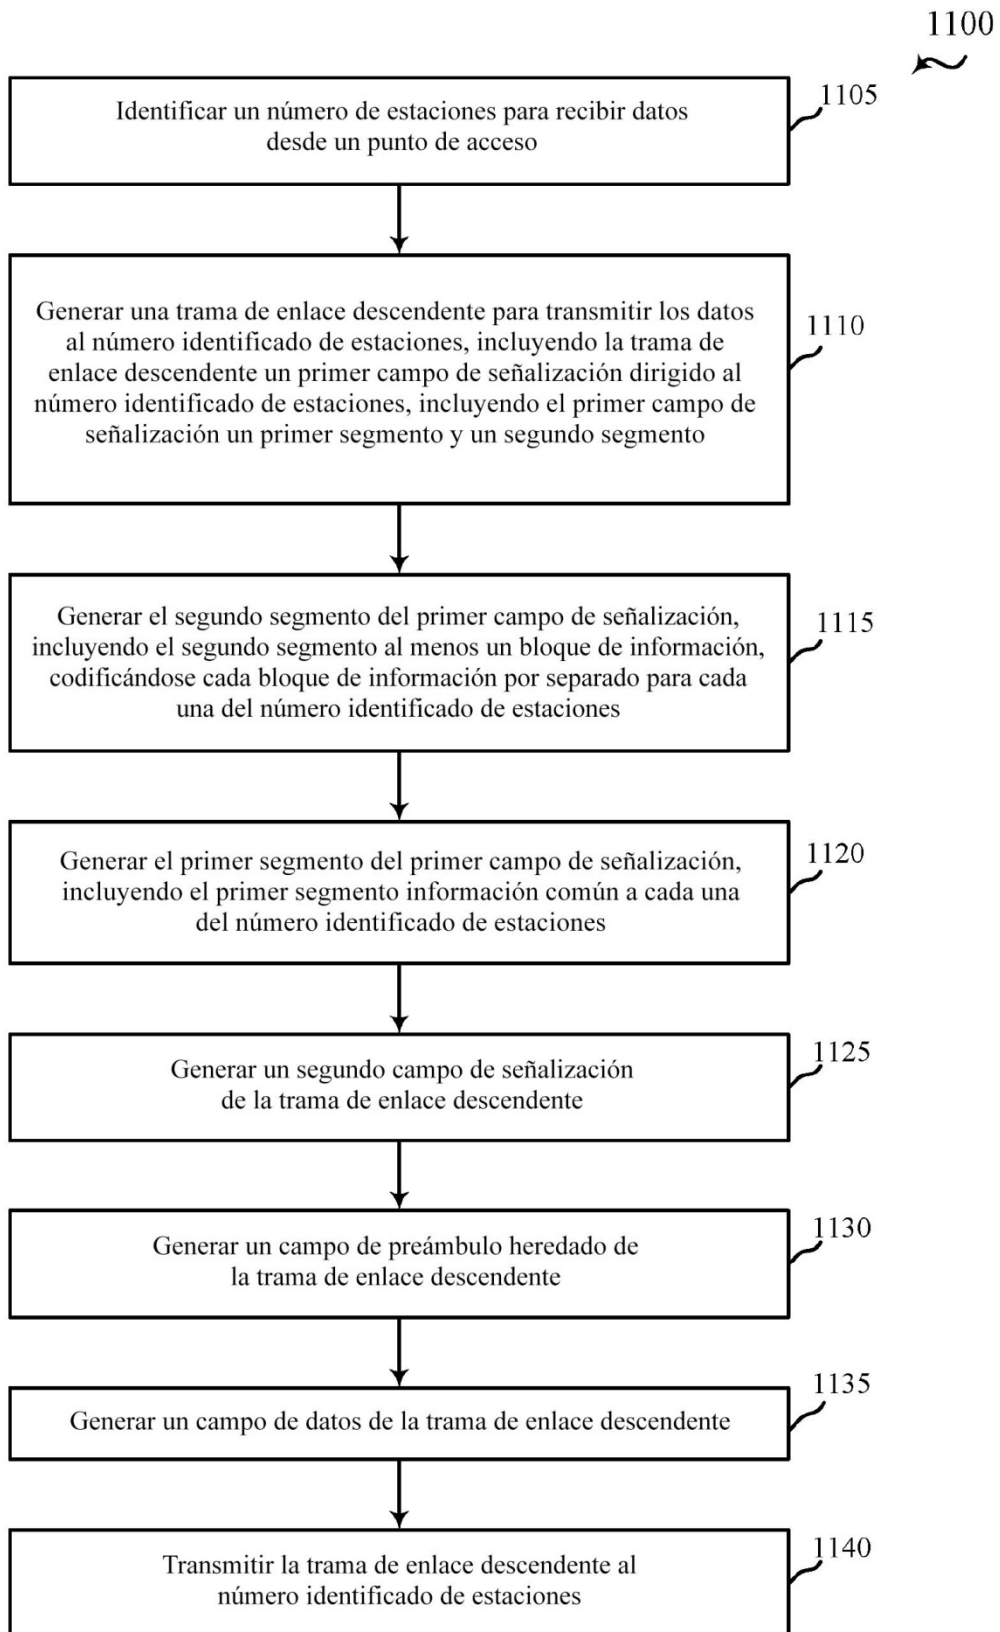 1100
Identificar un número de estaciones para recibir datos
desde un punto de acceso
1105
Generar una trama de enlace descendente para transmitir los datos
al número identificado de estaciones, incluyendo la trama de
enlace descendente un primer campo de señalización dirigido al
número identificado de estaciones, incluyendo el primer campo de
señalización un primer segmento y un segundo segmento
1110
Generar el segundo segmento del primer campo de señalización,
incluyendo el segundo segmento al menos un bloque de información,
codificándose cada bloque de información por separado para cada
una del número identificado de estaciones
1115
Generar el primer segmento del primer campo de señalización,
incluyendo el primer segmento información común a cada una
del número identificado de estaciones
1120
Generar un segundo campo de señalización
de la trama de enlace descendente
1125
Generar un campo de preámbulo heredado de
la trama de enlace descendente
1130
Generar un campo de datos de la trama de enlace descendente
1135
Transmitir la trama de enlace descendente al
número identificado de estaciones
1140